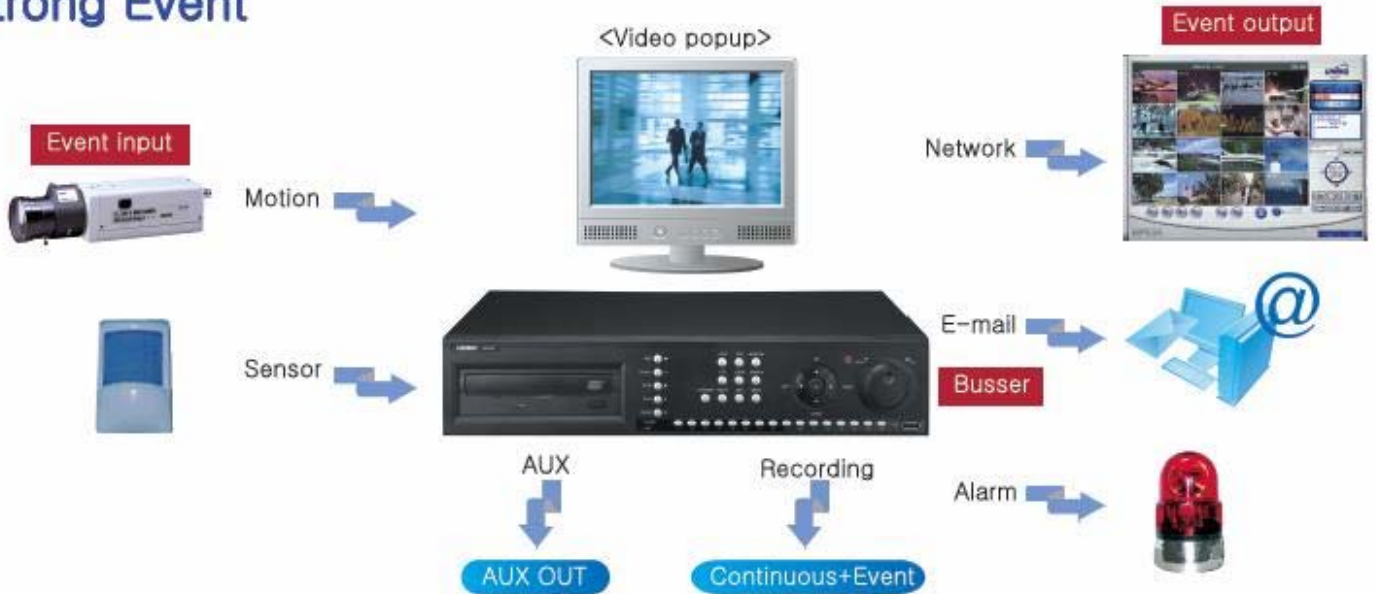 Event
<Video popup>
Event output
Event input
Network
Motion
E-mail
Sensor
Busser
AUX
Recording
Alarm
AUX OUT
Continuous+Event